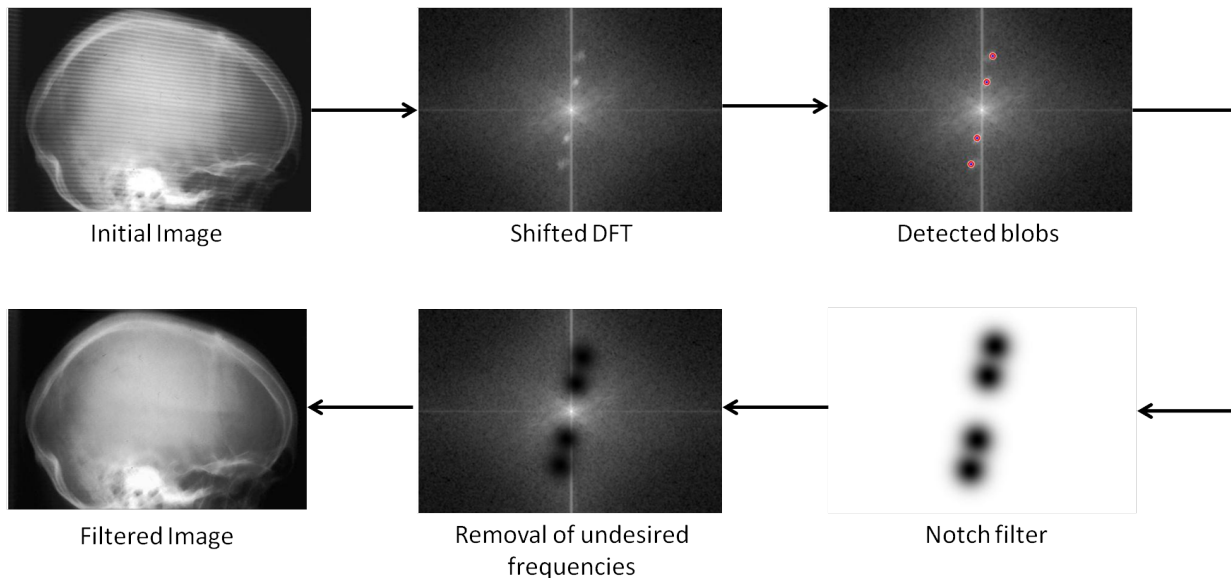 Initial Image
Shifted DFT
Detected blobs
Filtered Image
Removal of undesired
frequencies
Notch filter